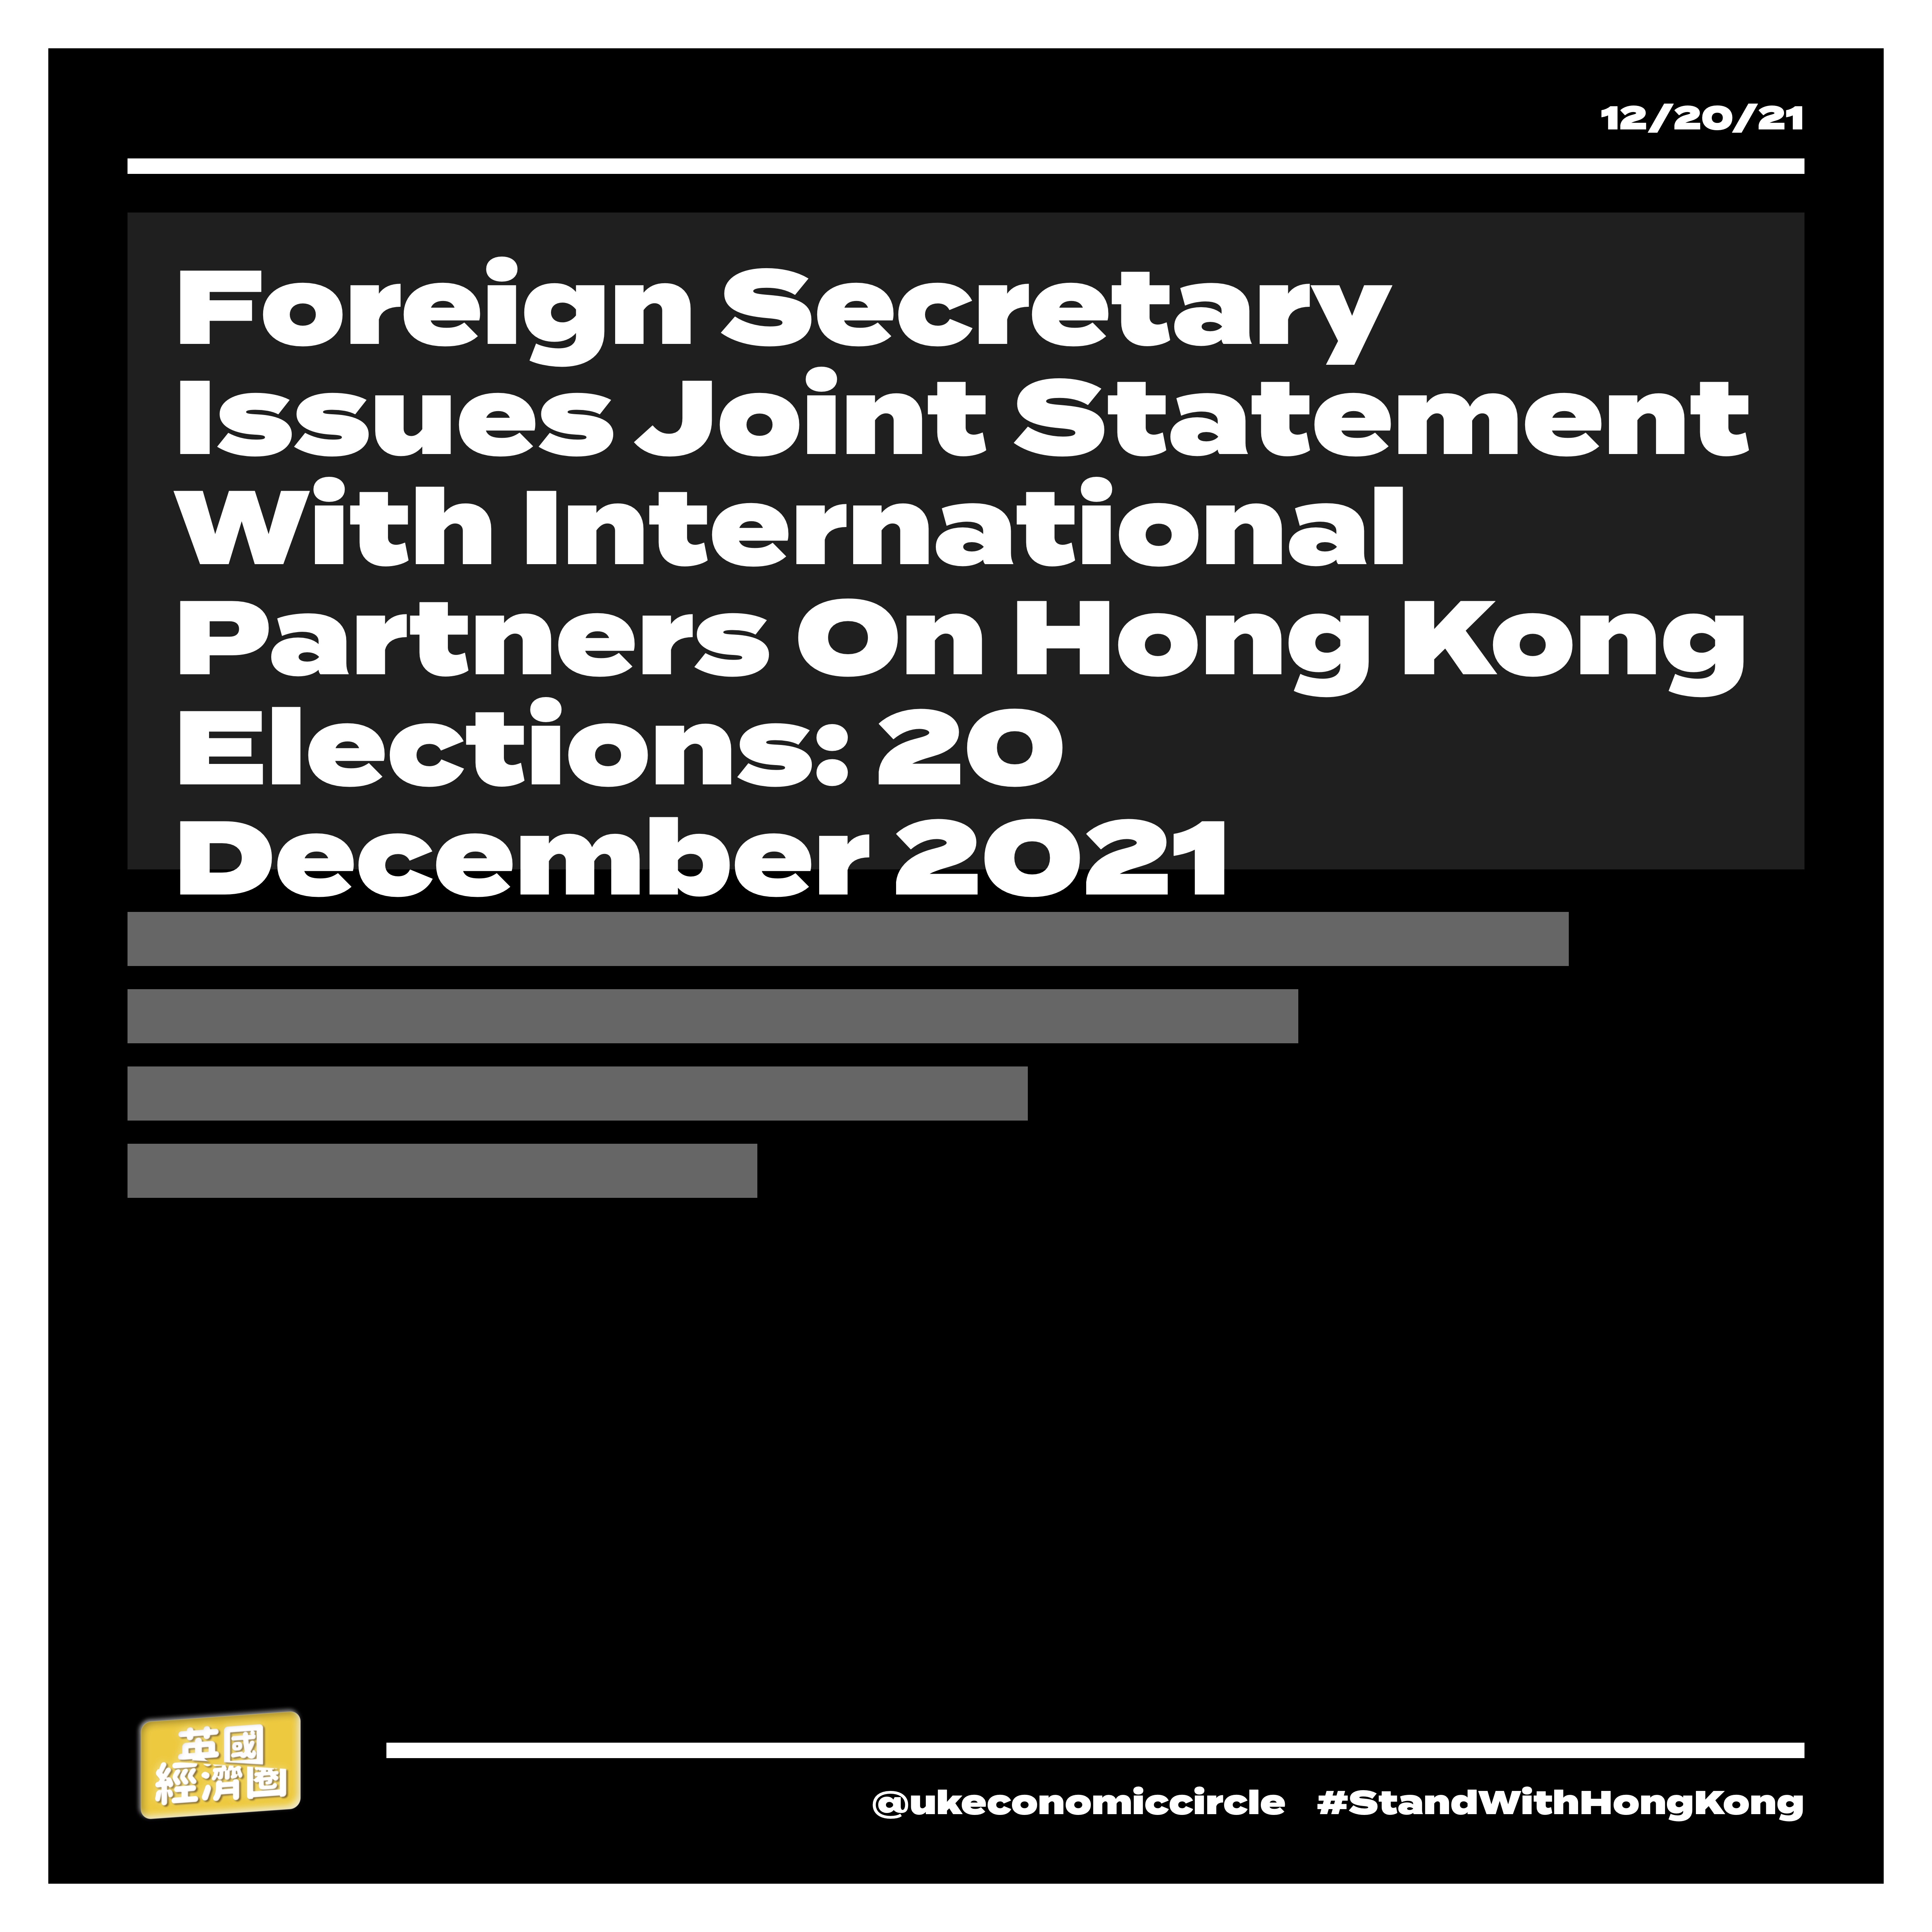 12/20/21
Foreign Secretary
Issues Joint Statement
With International
Partners On Hong Kong
Elections: 20
December 2021
英國
經濟圈
@ukeconomiccircle #StandWithHongKong